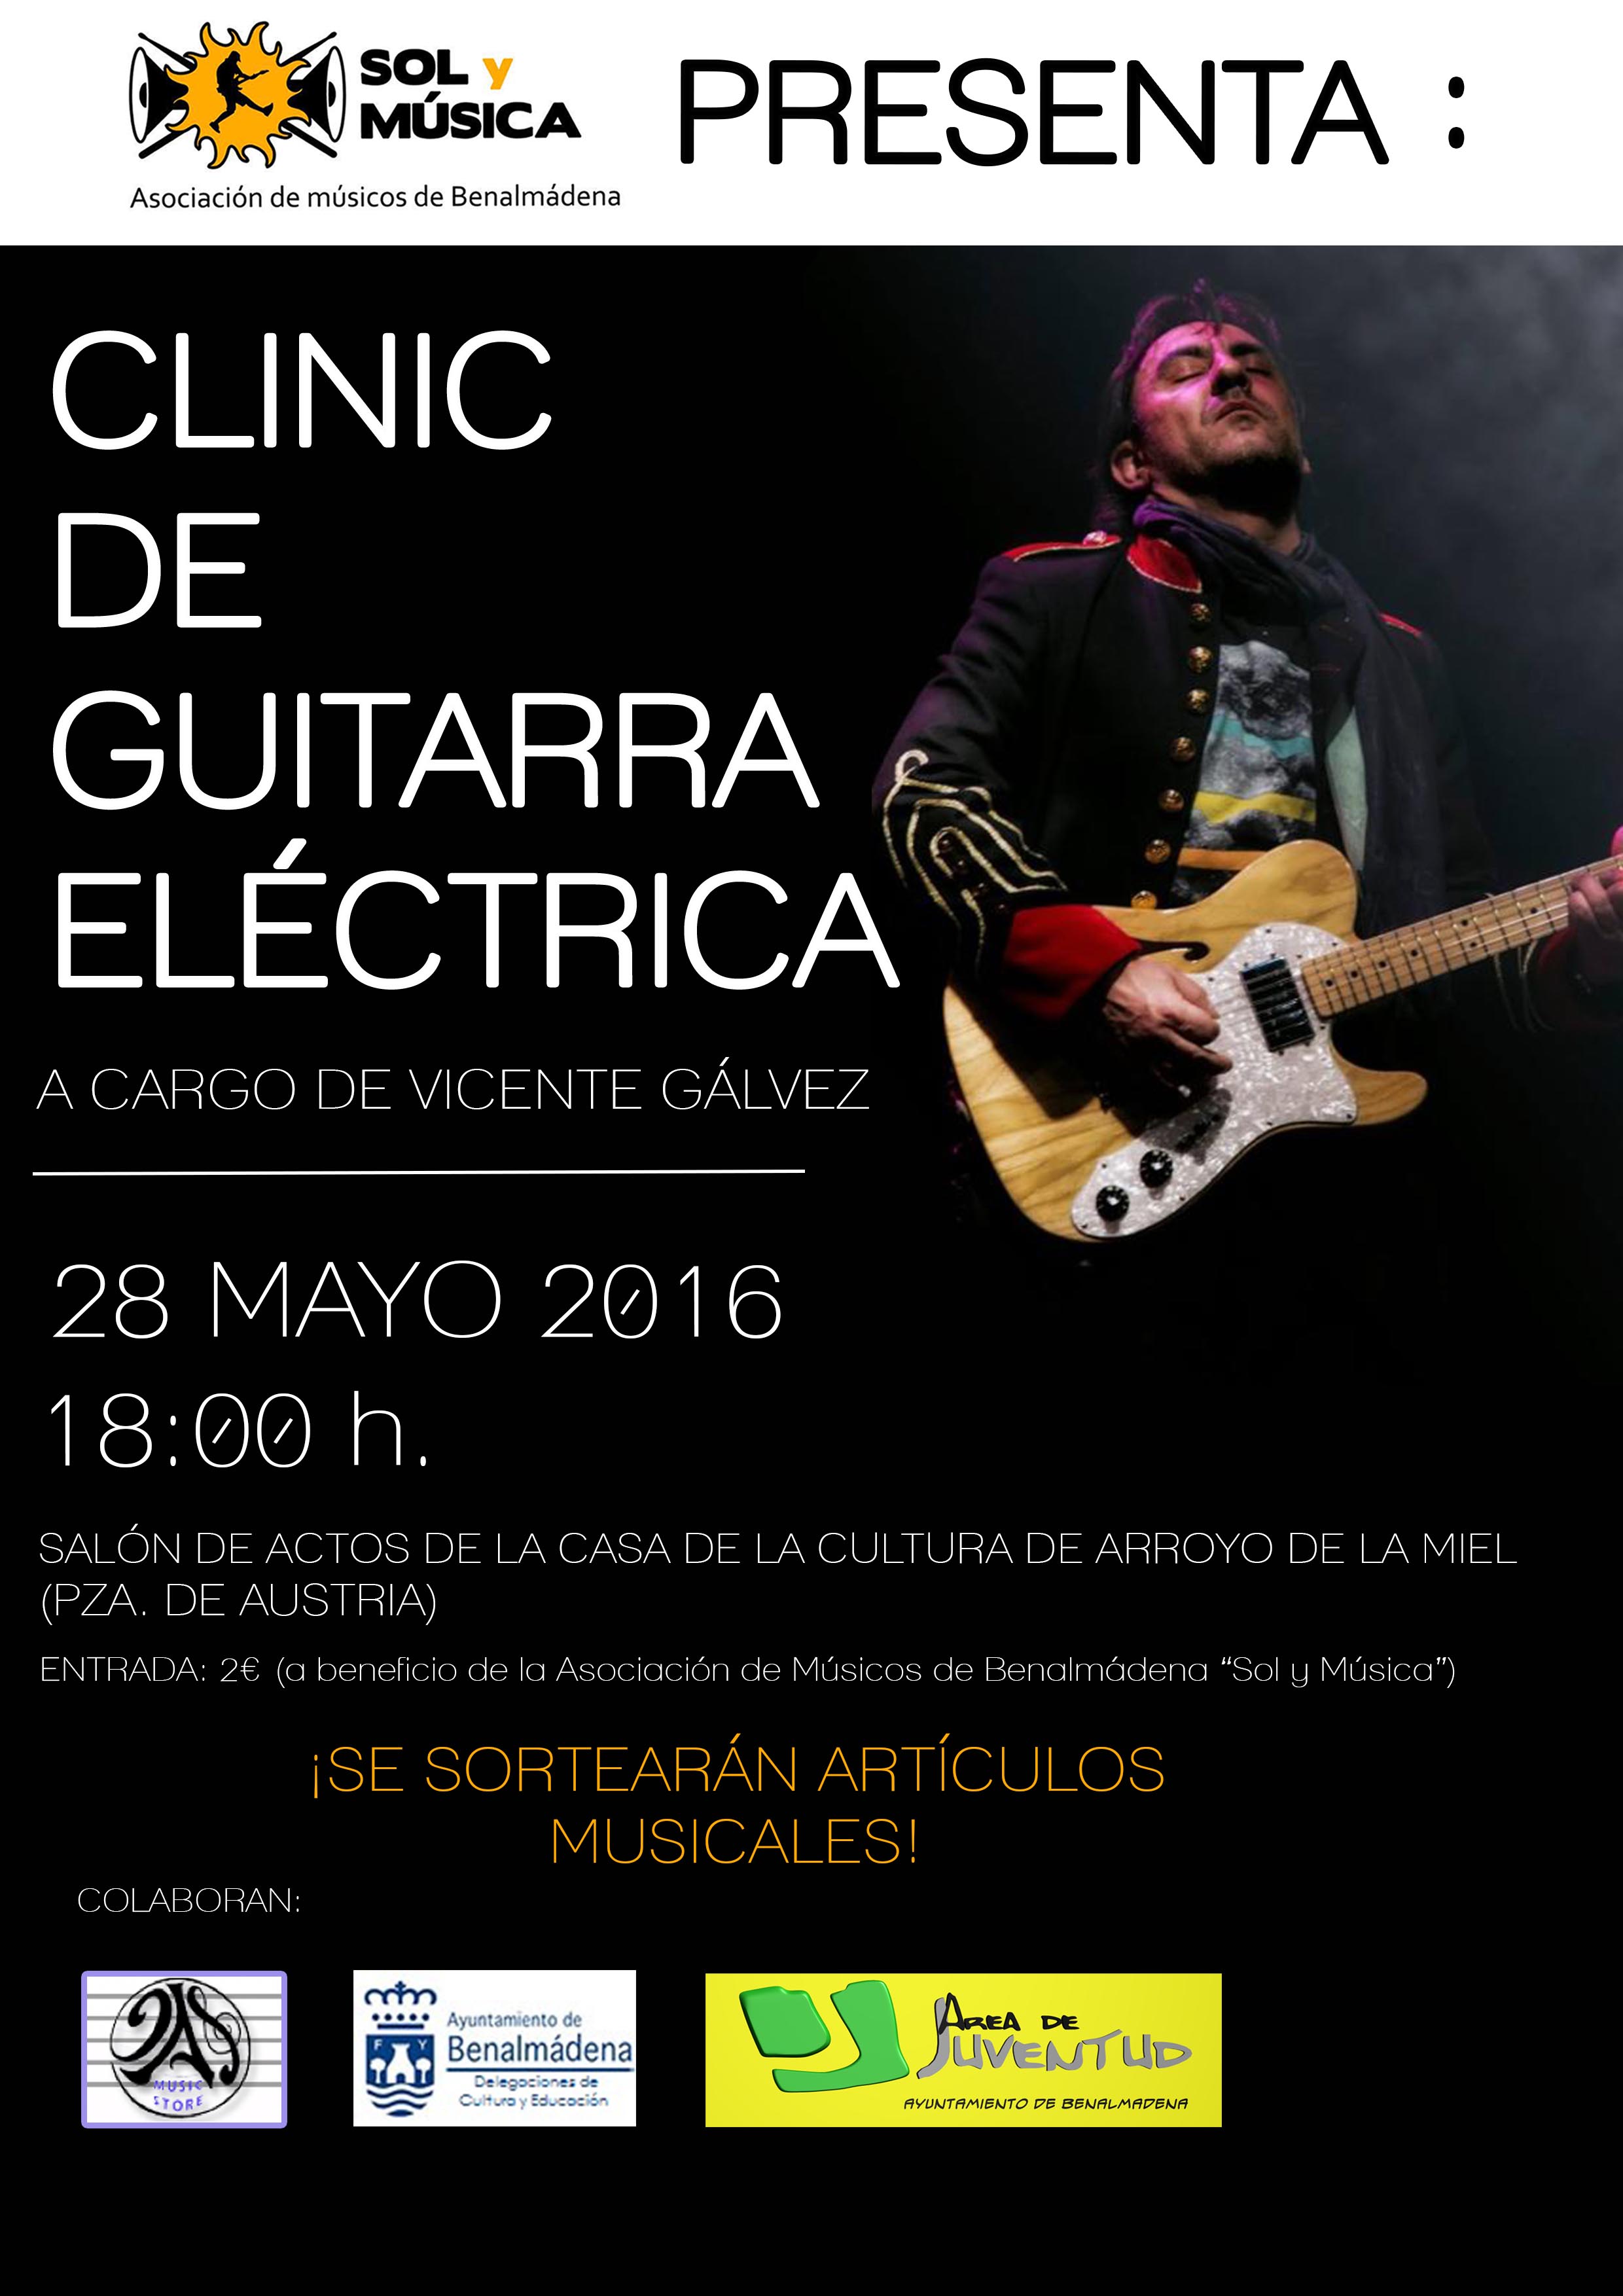 SOL y
MÚSICA
Asociación de músicos de Benalmádena
PRESENTA :
CLINIC
DE
GUITARRA
ELÉCTRICA
A CARGO DE VICENTE GÁLVEZ
28 MAYO 2016
18:00 h.
SALÓN DE ACTOS DE LA CASA DE LA CULTURA DE ARROYO DE LA MIEL
(PZA. DE AUSTRIA)
ENTRADA: 2€ (a beneficio de la Asociación de Músicos de Benalmádena “Sol y Música”)
¡SE SORTEARÁN ARTÍCULOS
MUSICALES!
COLABORAN:
MUSIC
STORE
F Y
Ayuntamiento de
Benalmádena
Delegaciones de
Cultura y Educación
AREA DE
JUVENTUD
AYUNTAMIENTO DE BENALMADENA